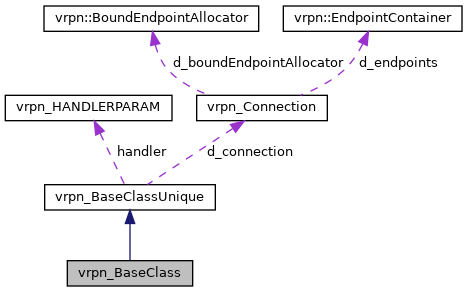 vrpn::BoundEndpointAllocator
vrpn::EndpointContainer
d_boundEndpointAllocator
d_endpoints
vrpn_HANDLERPARAM
vrpn_Connection
handler
d_connection
vrpn_BaseClassUnique
vrpn_BaseClass